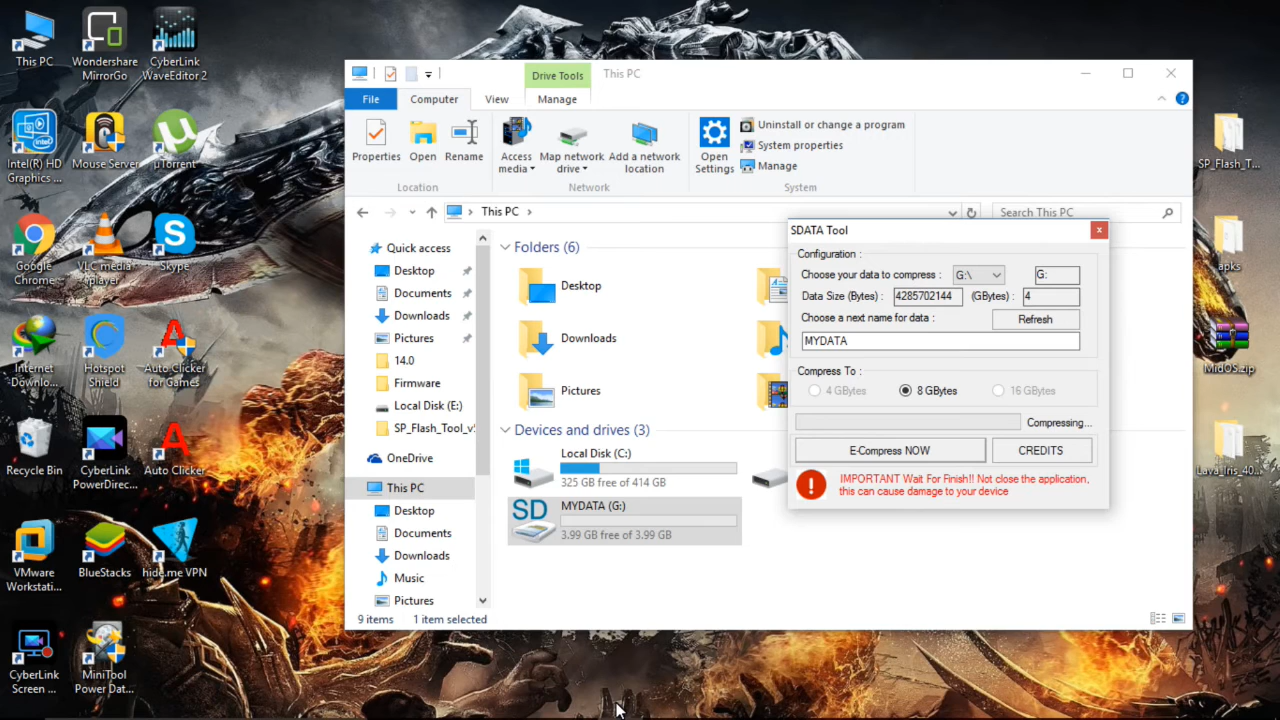 This PC
Wondershare
MirrorGo
CyberLink
WaveEditor 2
Intel(R) HD
Graphics ...
Mouse Server
µTorrent
Google
Chrome
VLC media
player
Skype
Internet
Downlo...
Hotspot
Shield
Auto Clicker
for Games
Recycle Bin
CyberLink
PowerDirec...
Auto Clicker
VMware
Workstati...
BlueStacks
hide.me VPN
CyberLink
Screen ...
MiniTool
Power Dat...
Drive Tools
This PC
File
Computer
View
Manage
Properties
Open
Rename
Access
media
Map network
drive
Add a network
location
Open
Settings
Uninstall or change a program
System properties
Manage
Location
Network
System
This PC
Search This PC
Quick access
Desktop
Documents
Downloads
Pictures
14.0
Firmware
Local Disk (E:)
SP_Flash_Tool_v
OneDrive
This PC
Desktop
Documents
Downloads
Music
Pictures
Folders (6)
Desktop
Downloads
Pictures
Devices and drives (3)
Local Disk (C:)
325 GB free of 414 GB
SD
MYDATA (G:)
3.99 GB free of 3.99 GB
9 items
1 item selected
SDATA Tool
Configuration :
Choose your data to compress :
G:\
G:
Data Size (Bytes) :
4285702144
(GBytes) :
4
Choose a next name for data :
Refresh
MYDATA
Compress To :
4 GBytes
8 GBytes
16 GBytes
Compressing...
E-Compress NOW
CREDITS
IMPORTANT Wait For Finish!! Not close the application,
this can cause damage to your device
SP_Flash_T...
apks
MidOS.zip
Lava_Iris_40...